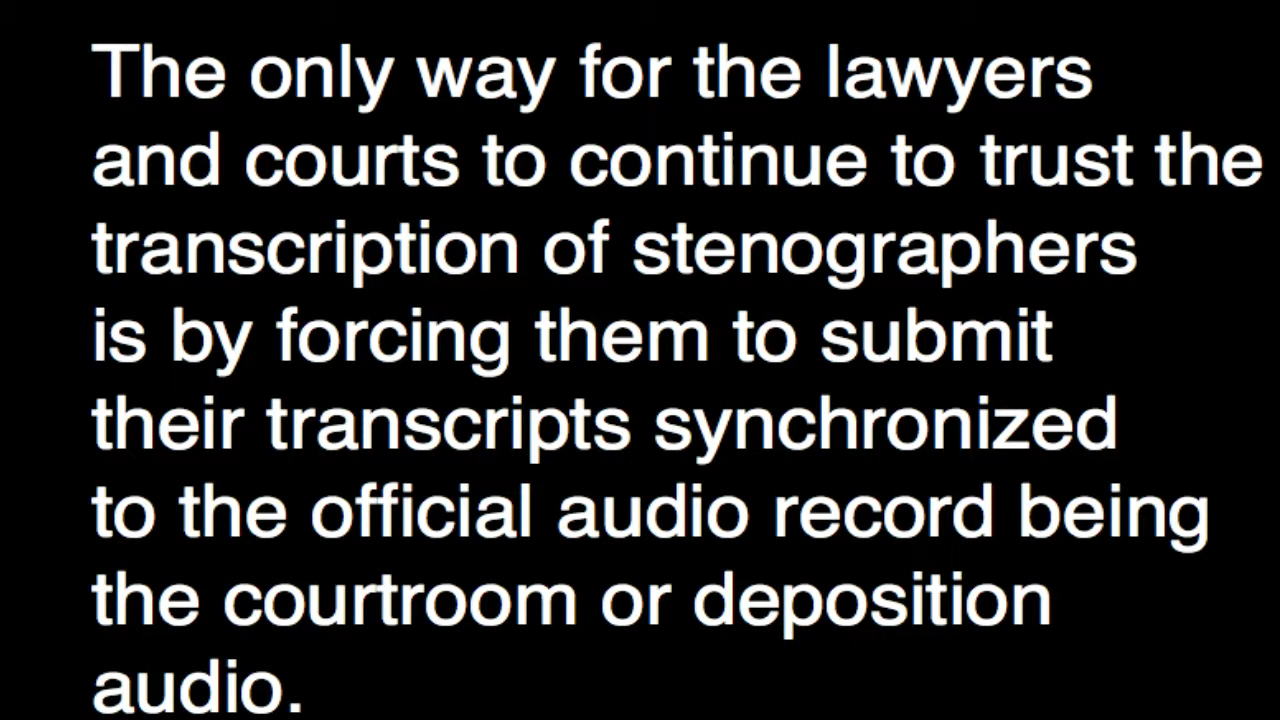 The only way for the lawyers
and courts to continue to trust the
transcription of stenographers
is by forcing them to submit
their transcripts synchronized
to the official audio record being
the courtroom or deposition
audio.